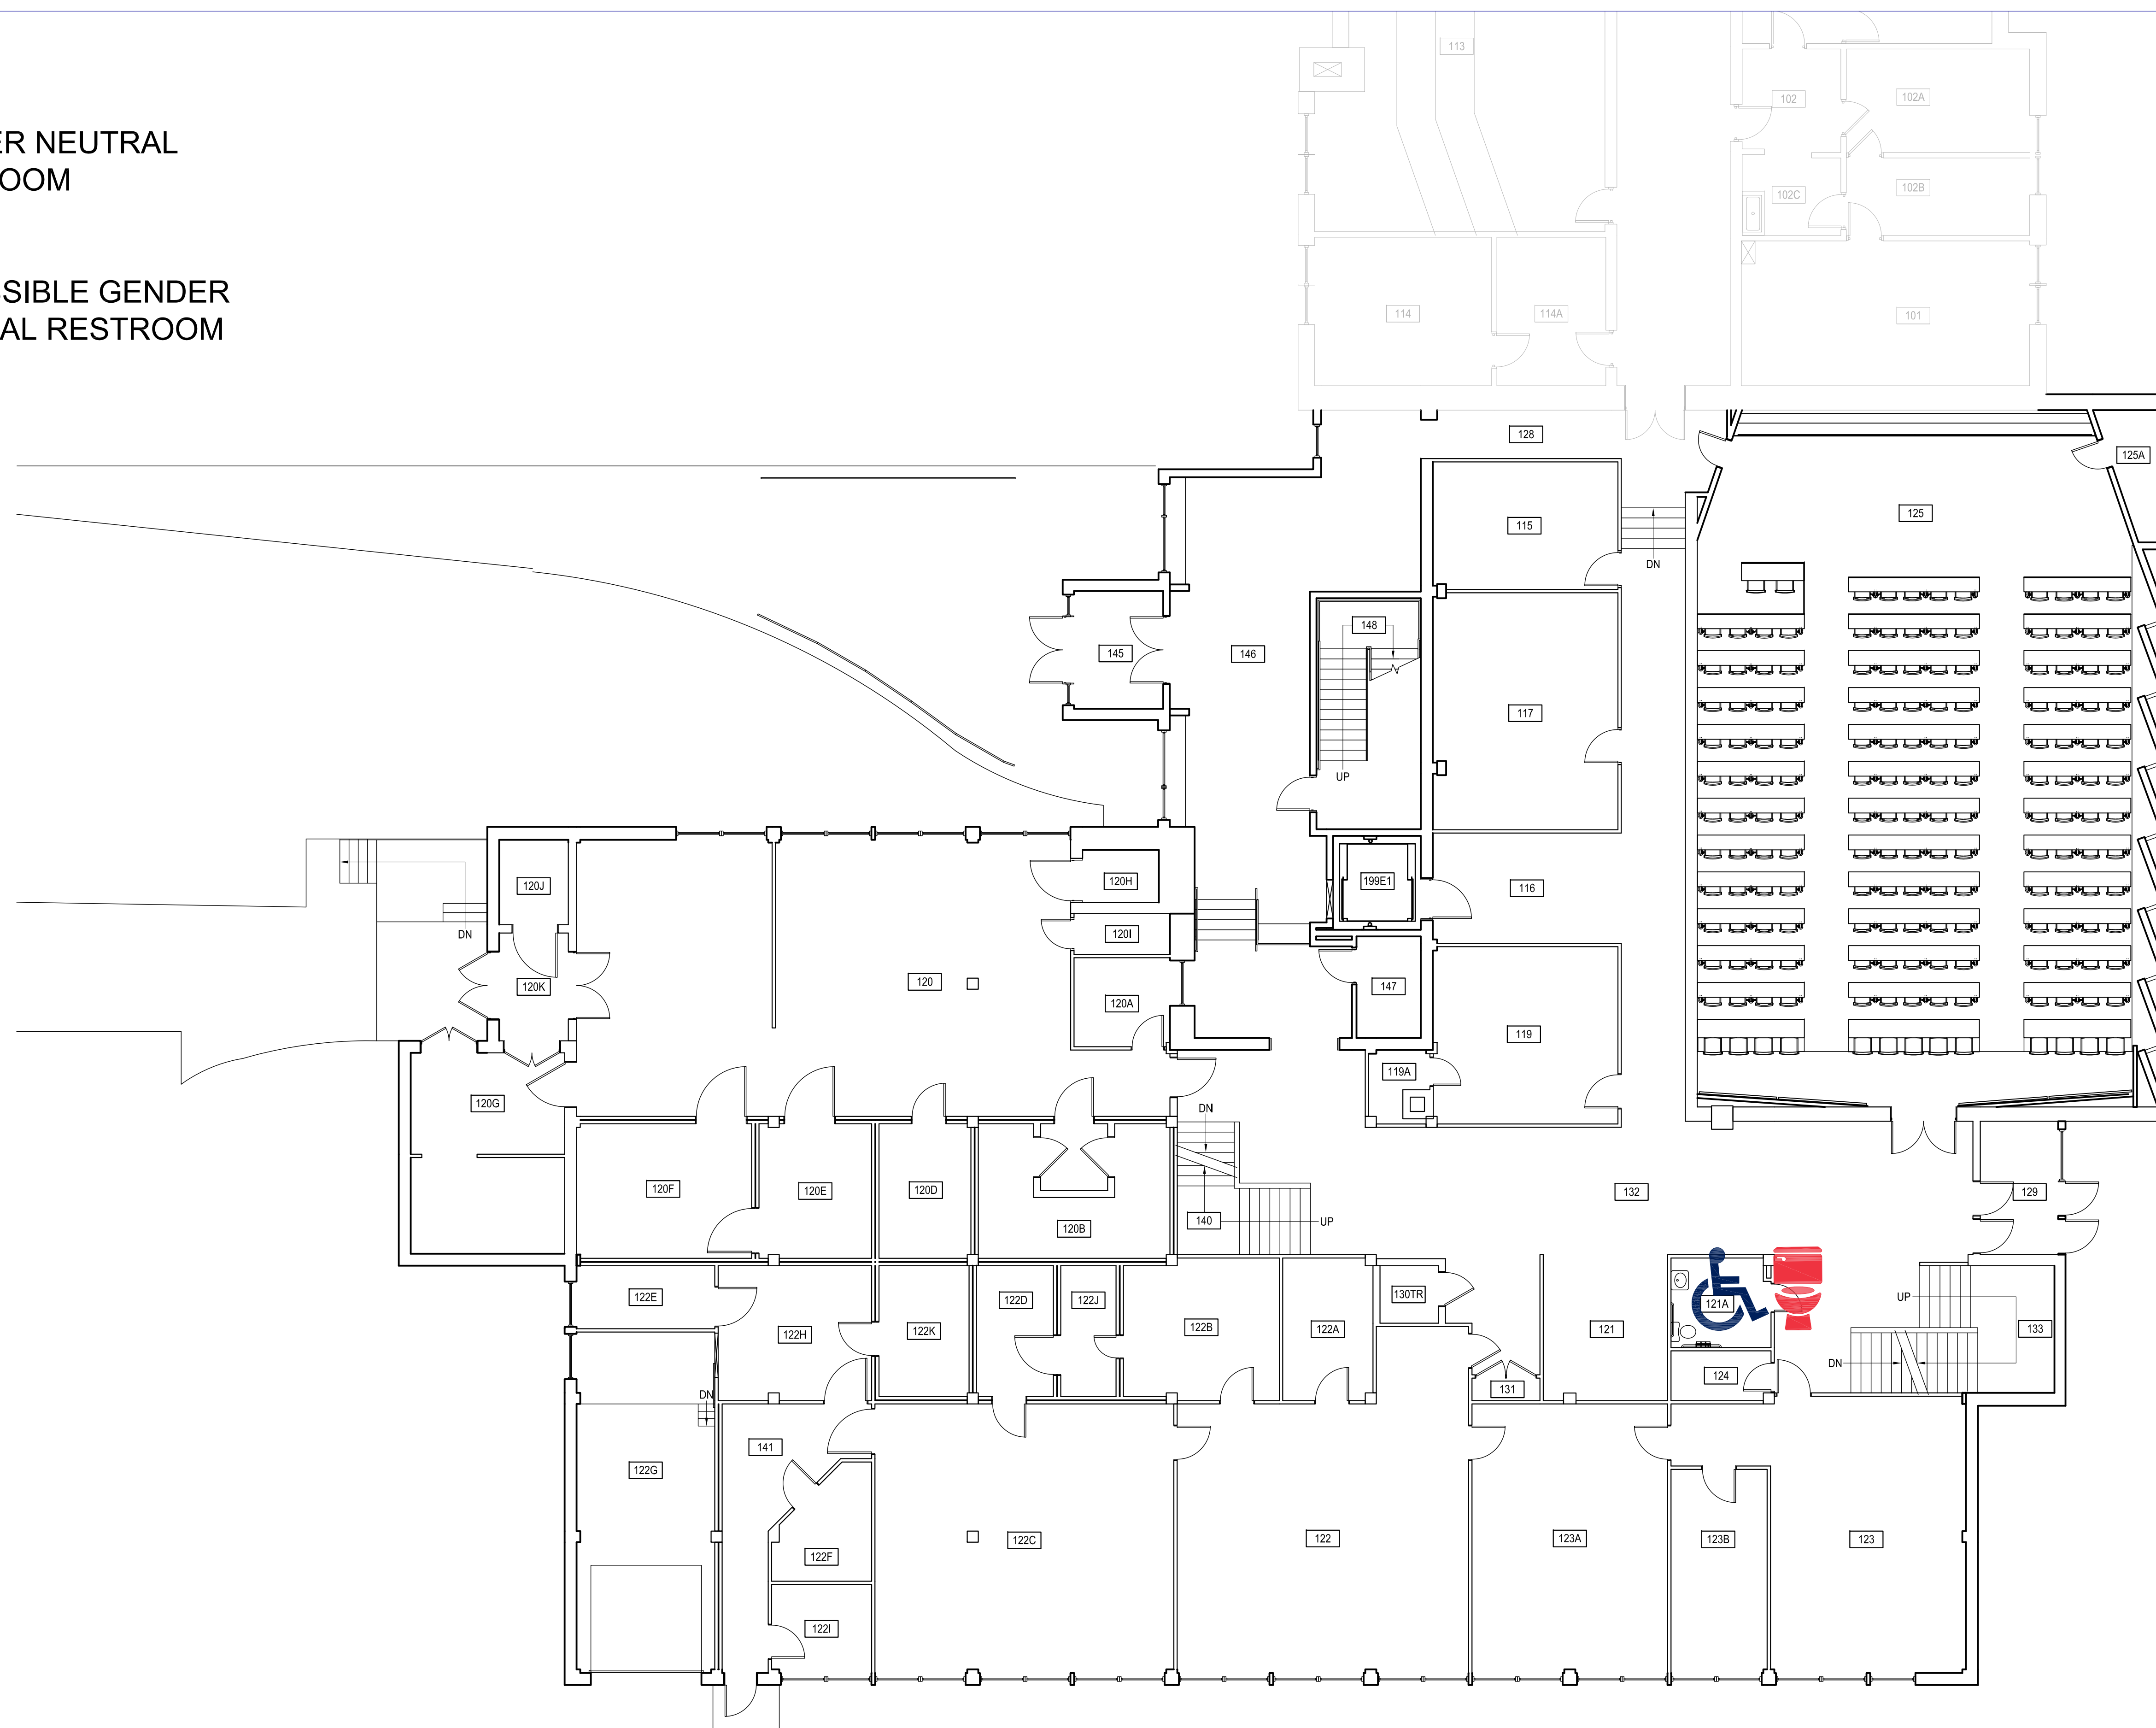 ER NEUTRAL
OOM
SSIBLE GENDER
AL RESTROOM
113
102
102A
102B
102C
114
114A
101
128
125A
125
115
DN
148
145
146
117
UP
120J
120H
199E1
116
120I
DN
120
120K
120A
147
119
119A
120G
DN
120F
120E
120D
132
129
120B
140
UP
122E
122D
122J
130TR
UP
121A
122B
122A
121
122H
122K
133
DN
124
131
DN
141
122G
122C
122
123A
123B
123
122F
122I